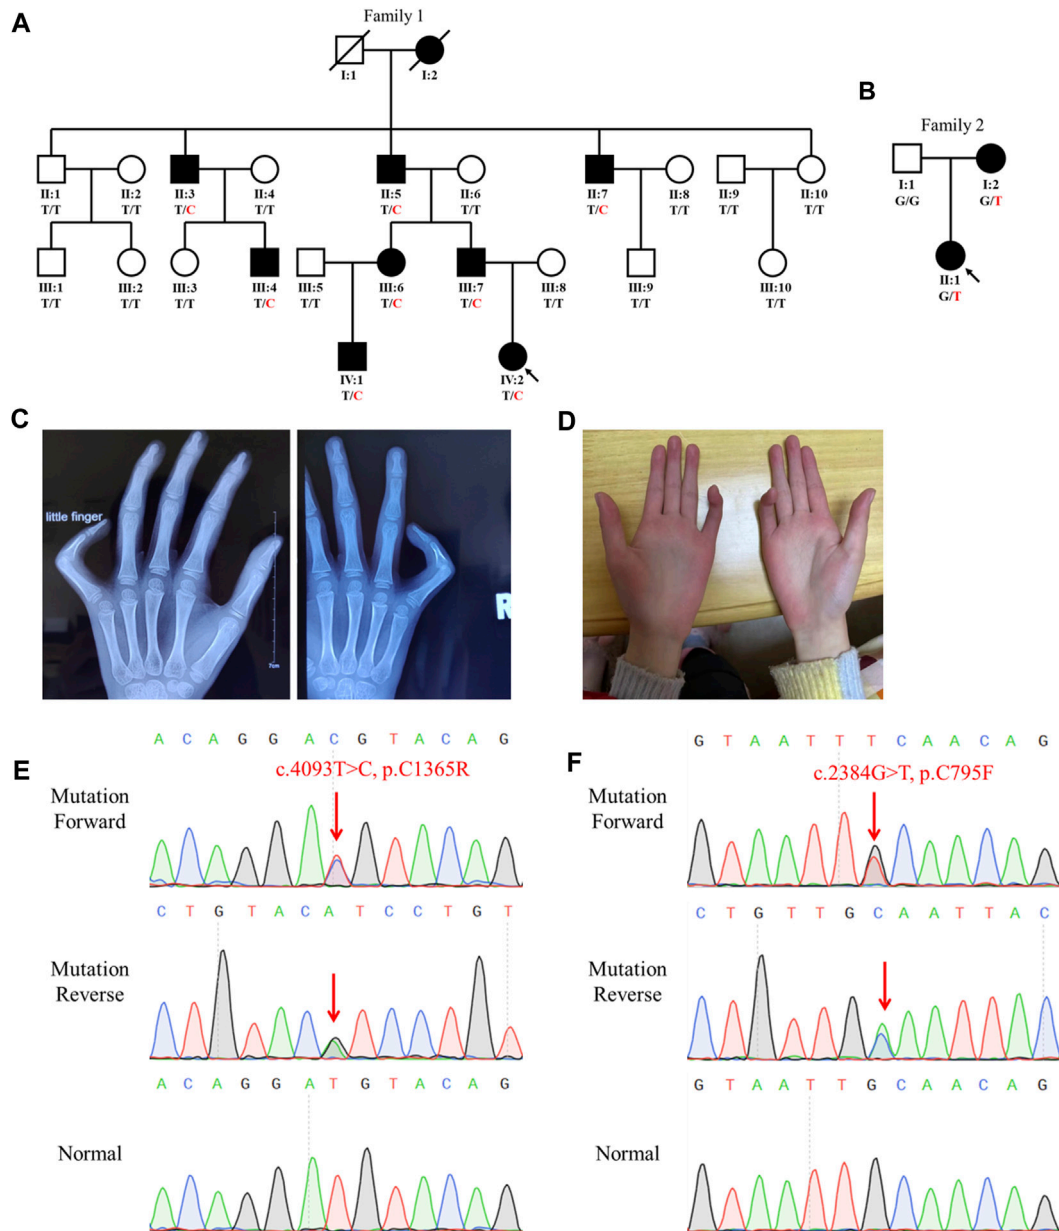 A
Family 1
I:1
I:2
B
Family 2
I:1
G/G
I:2
G/T
II:1
G/T
II:1
T/T
II:2
T/T
II:3
T/C
II:4
T/T
II:5
T/C
II:6
T/T
II:7
T/C
II:8
T/T
II:9
T/T
II:10
T/T
III:1
T/T
III:2
T/T
III:3
T/T
III:4
T/C
III:5
T/T
III:6
T/C
III:7
T/C
III:8
T/T
III:9
T/T
III:10
T/T
IV:1
T/C
IV:2
T/C
C
little finger
7cm
R
D
E
A C A G G A C G T A C A G
c.4093T>C, p.C1365R
Mutation
Forward
C T G T A C A T C C T G T
Mutation
Reverse
A C A G G A T G T A C A G
Normal
F
G T A A T T T C A A C A G
c.2384G>T, p.C795F
Mutation
Forward
C T G T T G C A A T T A C
Mutation
Reverse
G T A A T T G C A A C A G
Normal